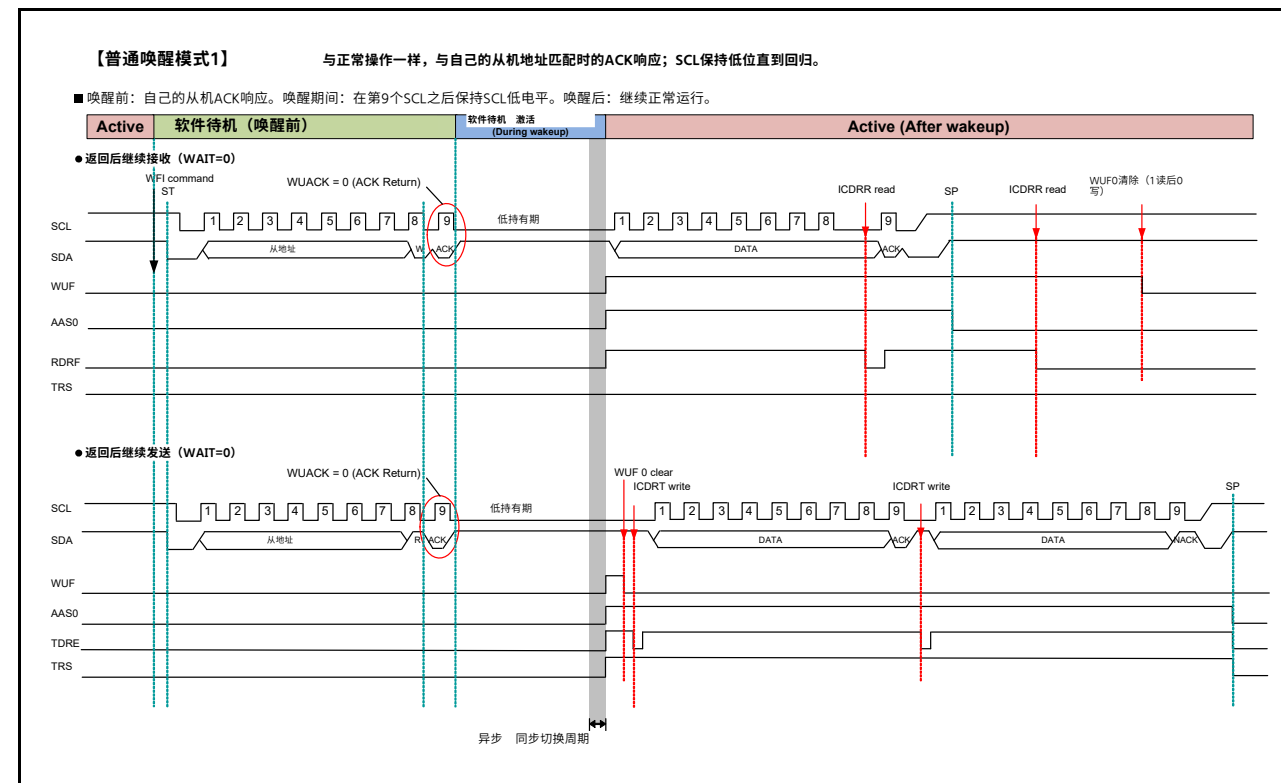 【普通唤醒模式1】 与正常操作一样，与自己的从机地址匹配时的ACK响应；SCL保持低位直到回归。
■ 唤醒前：自己的从机ACK响应。唤醒期间：在第9个SCL之后保持SCL低电平。唤醒后：继续正常运行。
Active 软件待机（唤醒前） 软件待机 激活 (During wakeup) Active (After wakeup)
● 返回后继续接收（WAIT=0）
WFI command
ST
WUACK = 0 (ACK Return)
ICDRR read
SP
ICDRR read
WUF0清除（1读后0
写）
SCL 1 2 3 4 5 6 7 8 9 低持有期 1 2 3 4 5 6 7 8 9
SDA 从地址 W ACK DATA ACK
WUF
AAS0
RDRF
TRS
● 返回后继续发送（WAIT=0）
WUACK = 0 (ACK Return)
WUF 0 clear
ICDRT write
ICDRT write
SP
SCL 1 2 3 4 5 6 7 8 9 低持有期 1 2 3 4 5 6 7 8 9 1 2 3 4 5 6 7 8 9
SDA 从地址 R ACK DATA ACK DATA NACK
WUF
AAS0
TDRE
TRS
异步 同步切换周期